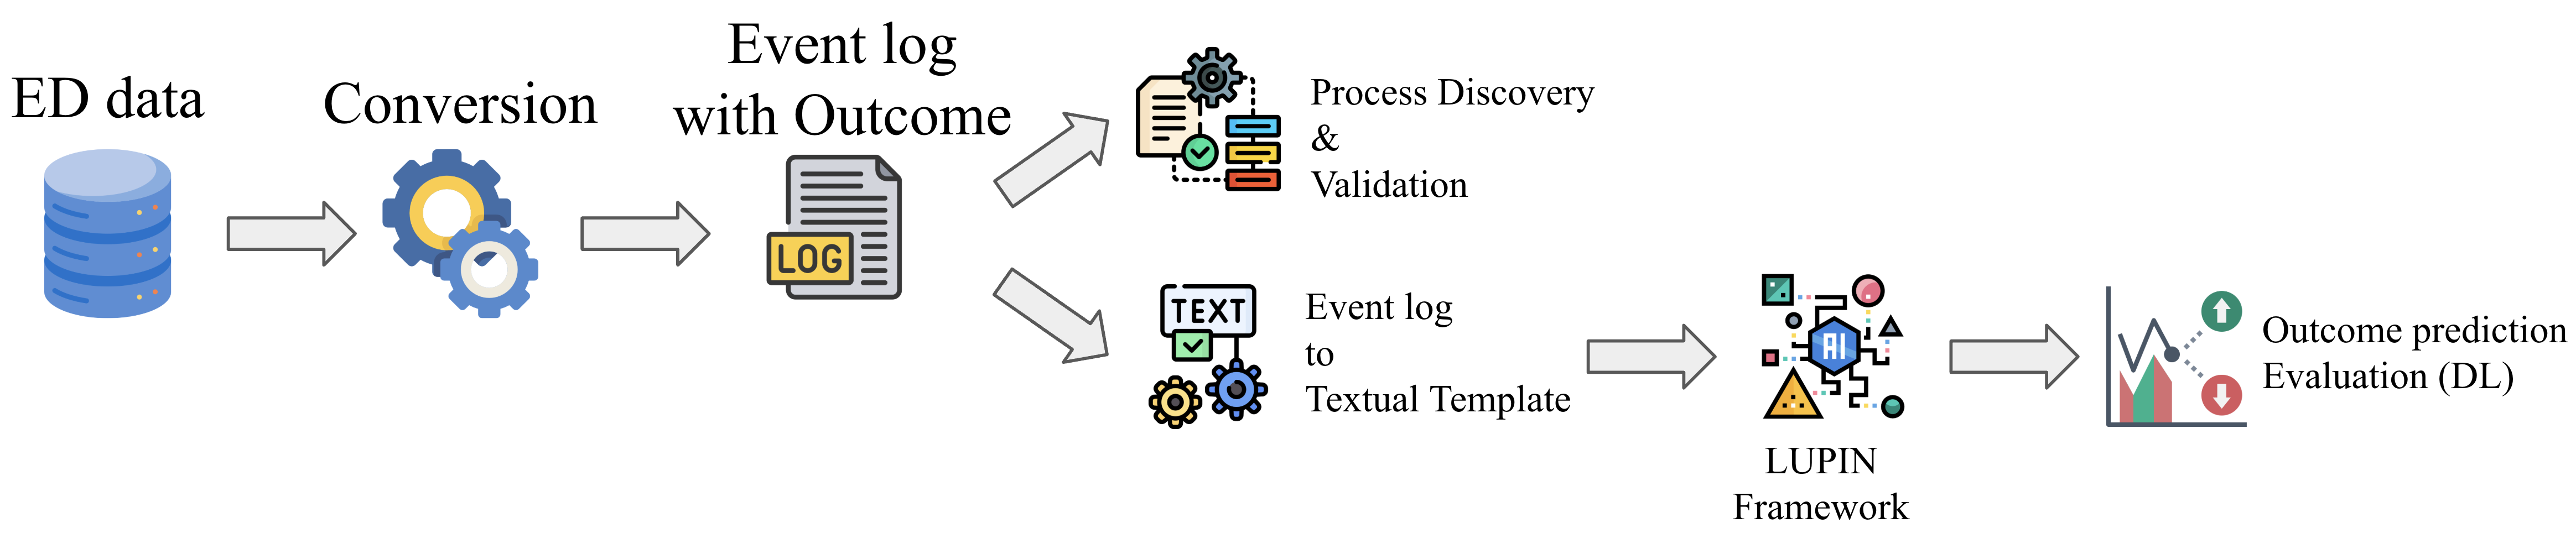 ED data
Conversion
Event log
with Outcome
LOG
Process Discovery
&
Validation
TEXT
Event log
to
Textual Template
AI
LUPIN
Framework
Outcome prediction
Evaluation (DL)